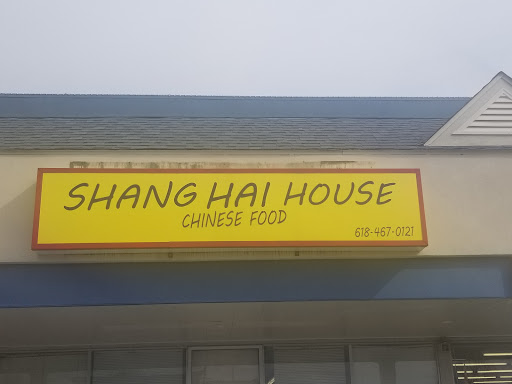 SHANG HAI HOUSE
CHINESE FOOD
618-467-0121